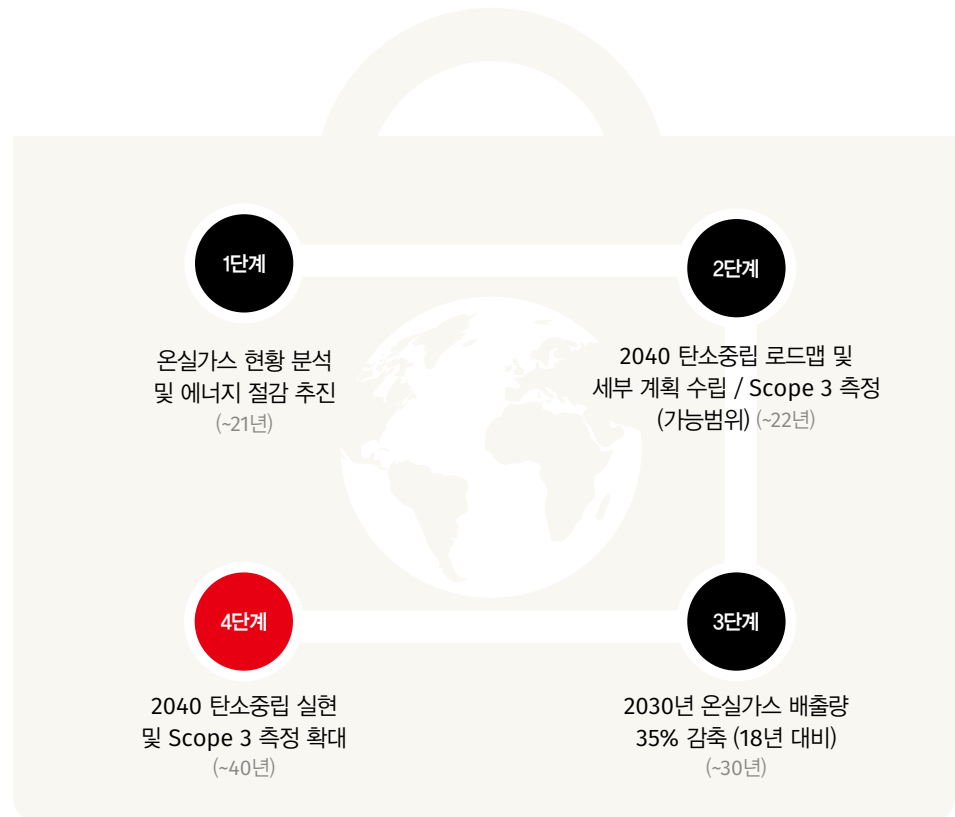 1단계
온실가스 현황 분석
및 에너지 절감 추진
(~21년)
2단계
2040 탄소중립 로드맵 및
세부 계획 수립 / Scope 3 측정
(가능범위) (~22년)
3단계
2030년 온실가스 배출량
35% 감축 (18년 대비)
(~30년)
4단계
2040 탄소중립 실현
및 Scope 3 측정 확대
(~40년)